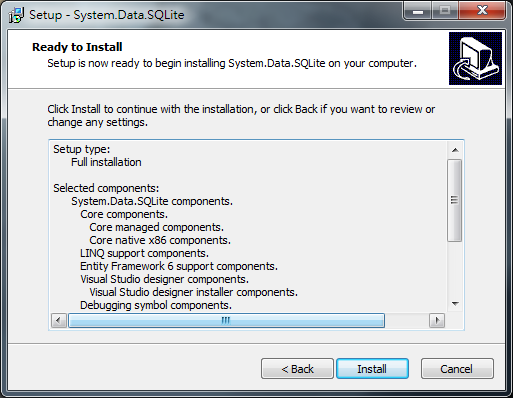 Setup - System.Data.SQLite
Ready to Install
Setup is now ready to begin installing System.Data.SQLite on your computer.
Click Install to continue with the installation, or click Back if you want to review or
change any settings.
Setup type:
Full installation
Selected components:
System.Data.SQLite components.
Core components.
Core managed components.
Core native x86 components.
LINQ support components.
Entity Framework 6 support components.
Visual Studio designer components.
Visual Studio designer installer components.
Debugging symbol components.
< Back
Install
Cancel